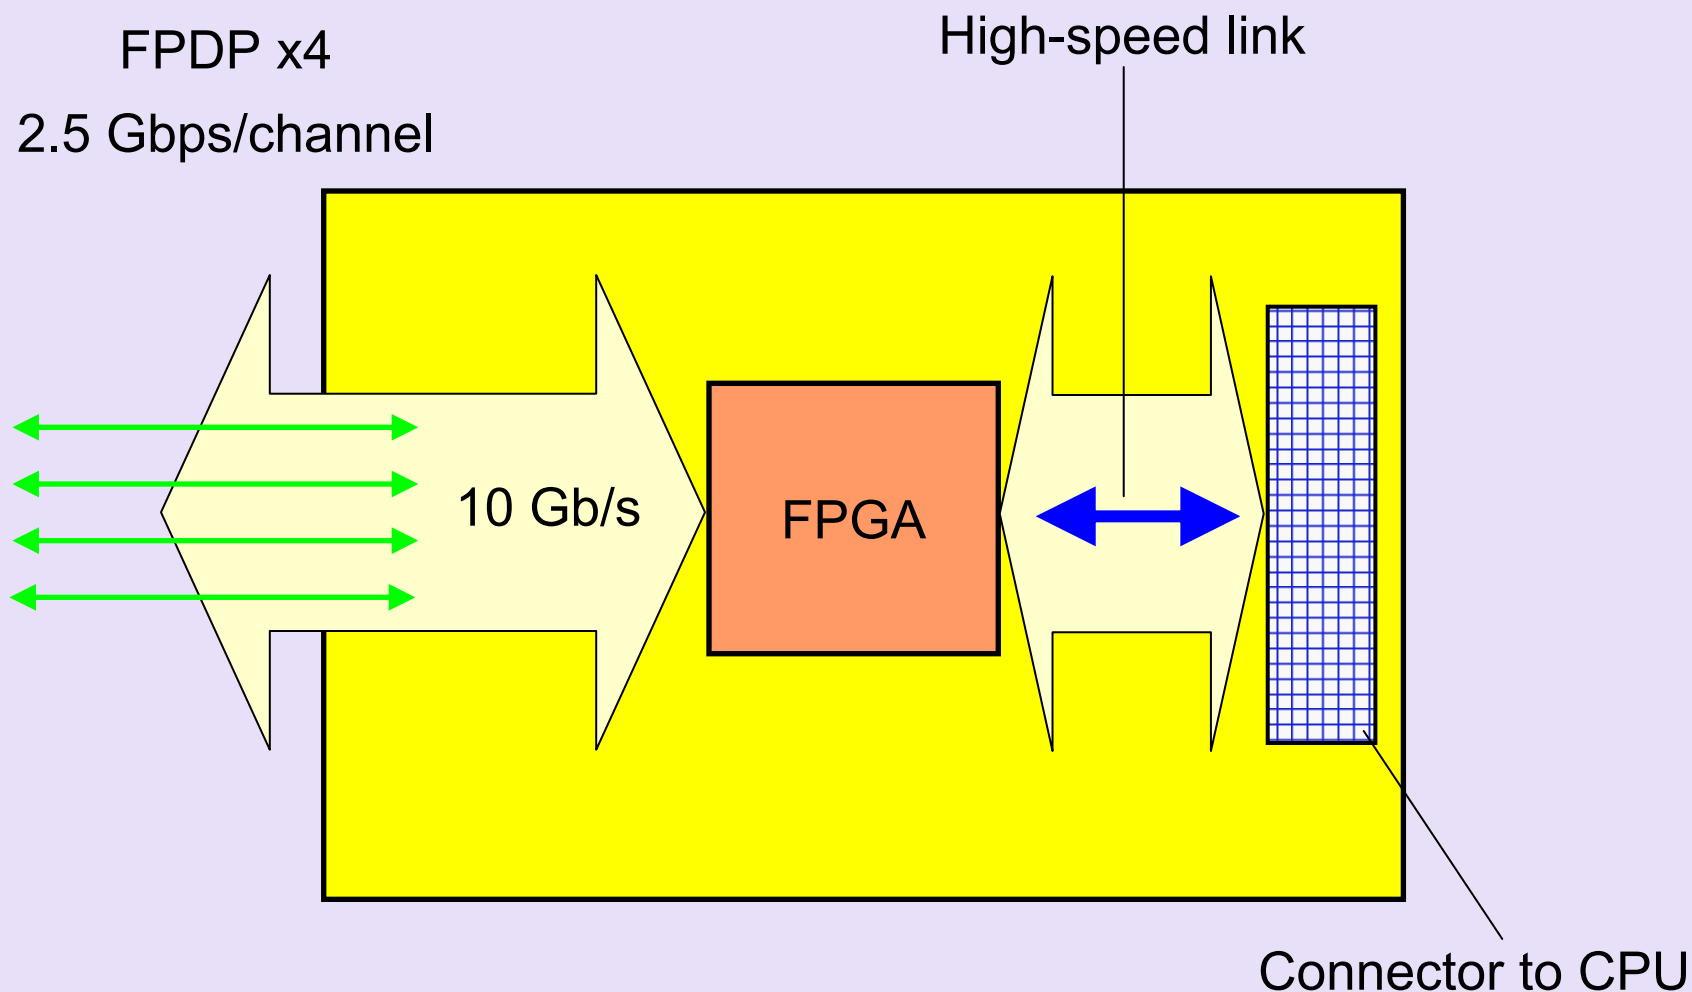 FPDP x4
2.5 Gbps/channel
High-speed link
10 Gb/s
FPGA
Connector to CPU